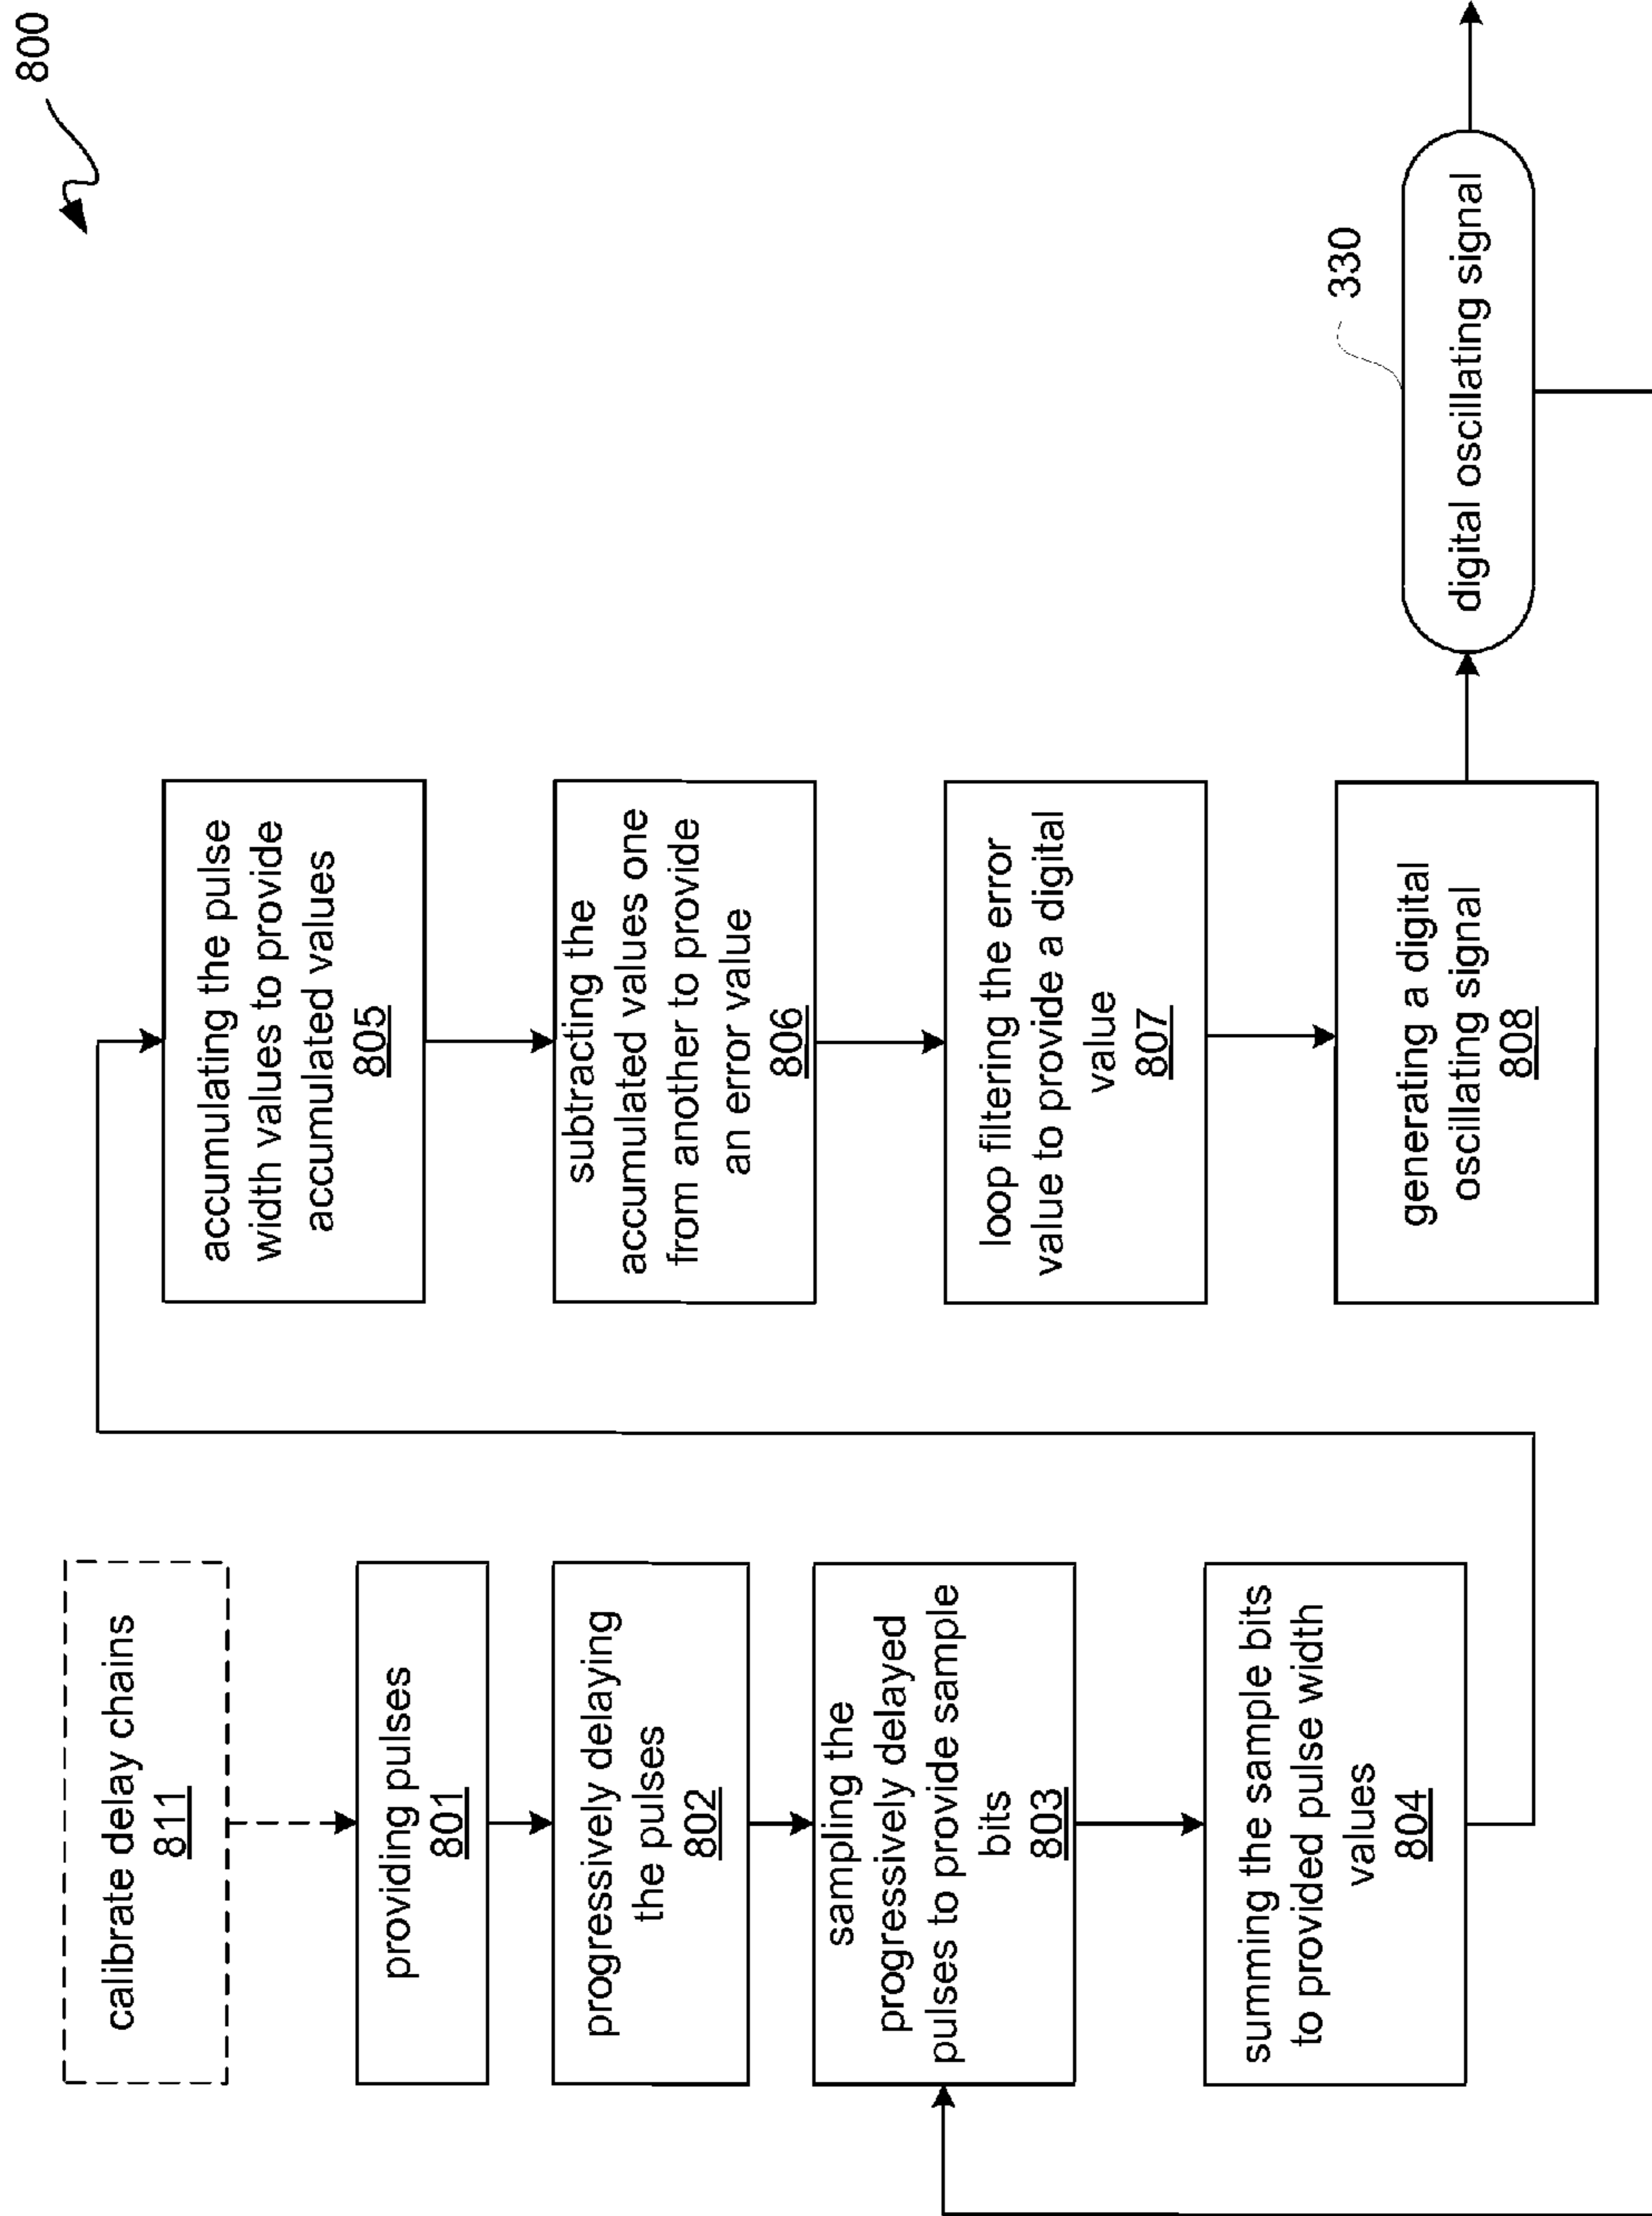 800
calibrate delay chains
811
providing pulses
801
progressively delaying
the pulses
802
sampling the
progressively delayed
pulses to provide sample
bits
803
summing the sample bits
to provided pulse width
values
804
accumulating the pulse
width values to provide
accumulated values
805
subtracting the
accumulated values one
from another to provide
an error value
806
loop filtering the error
value to provide a digital
value
807
generating a digital
oscillating signal
808
330
digital oscillating signal